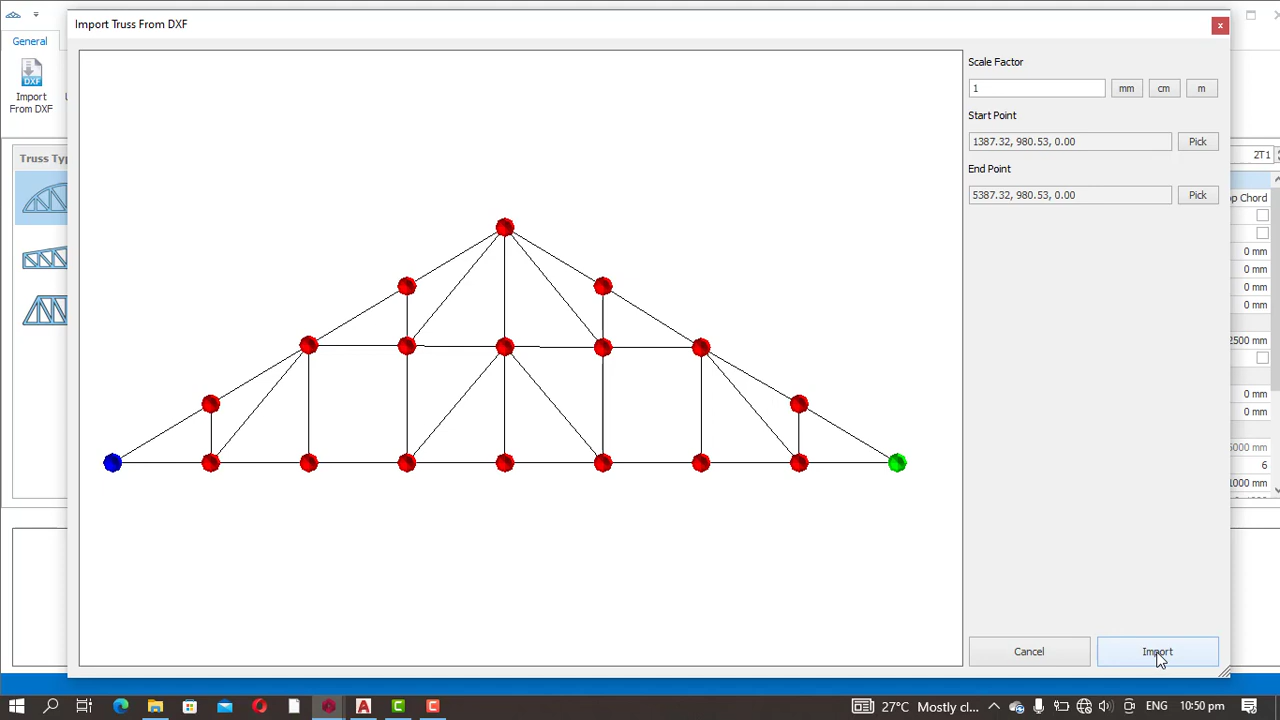 Import Truss From DXF
×
General
Import
From DXF
Truss Typ
Scale Factor
1
mm
cm
m
Start Point
1387.32, 980.53, 0.00
Pick
End Point
5387.32, 980.53, 0.00
Pick
ZT1
op Chord
0 mm
0 mm
0 mm
0 mm
2500 mm
0 mm
0 mm
5000 mm
6
1000 mm
Cancel
Import
27°C Mostly cl... ENG 10:50 pm